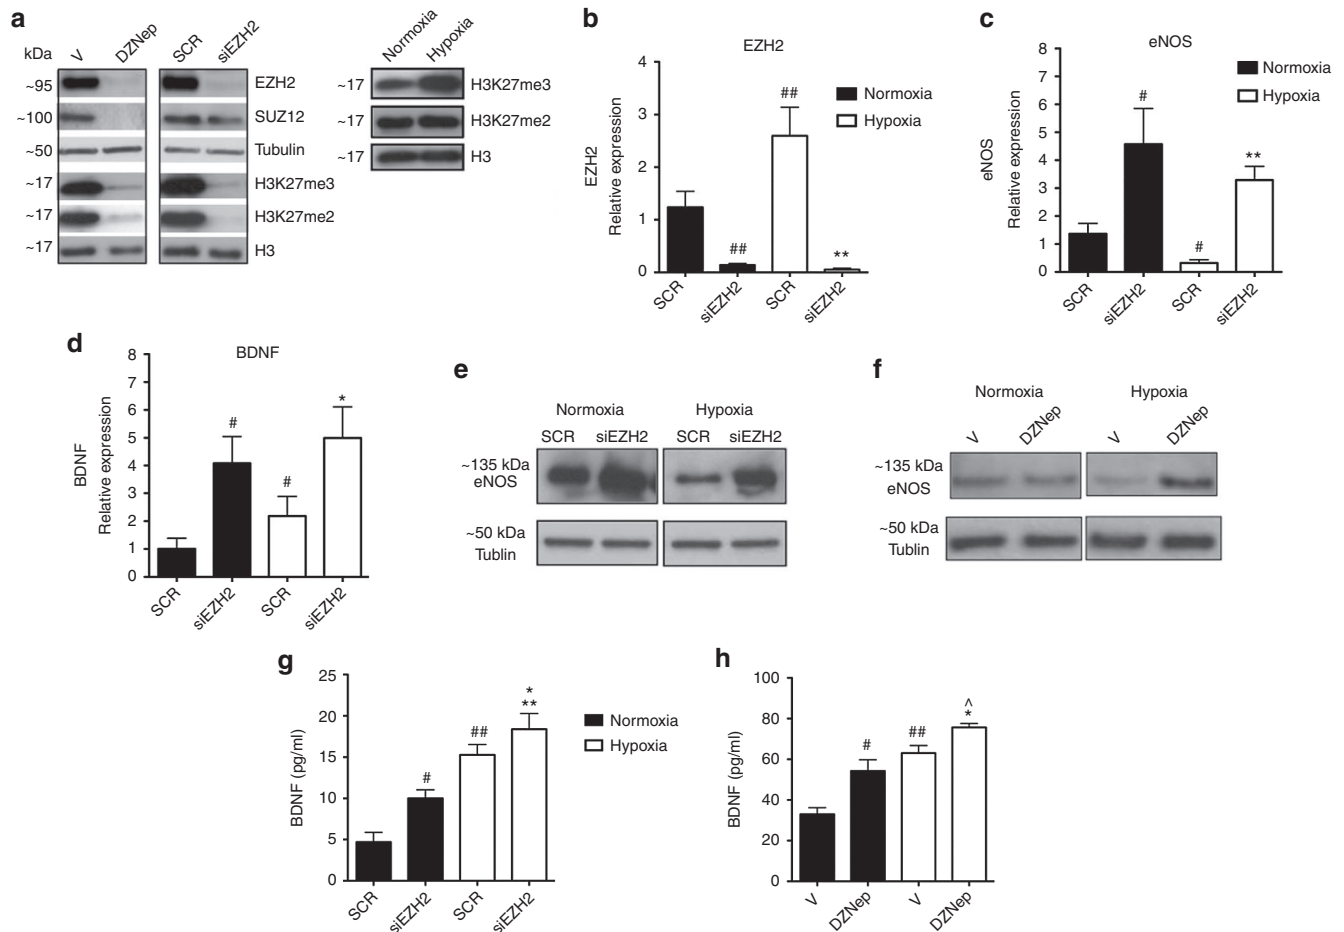 a
kDa
V
DZNep
SCR
siEZH2
~95
EZH2
~100
SUZ12
~50
Tubulin
~17
H3K27me3
~17
H3K27me2
~17
H3
Normoxia
Hypoxia
~17
H3K27me3
~17
H3K27me2
~17
H3
b
EZH2
EZH2
Relative expression
4
3
2
1
0
##
##
**
SCR
siEZH2
SCR
siEZH2
Normoxia
Hypoxia
c
eNOS
eNOS
Relative expression
8
7
6
5
4
3
2
1
0
#
#
**
SCR
siEZH2
SCR
siEZH2
Normoxia
Hypoxia
d
BDNF
BDNF
Relative expression
8
7
6
5
4
3
2
1
0
#
#
*
SCR
siEZH2
SCR
siEZH2
e
Normoxia
Hypoxia
SCR
siEZH2
SCR
siEZH2
~135 kDa
eNOS
~50 kDa
Tublin
f
Normoxia
Hypoxia
V
DZNep
V
DZNep
~135 kDa
eNOS
~50 kDa
Tublin
g
BDNF (pg/ml)
25
20
15
10
5
0
#
##
*
**
SCR
siEZH2
SCR
siEZH2
Normoxia
Hypoxia
h
BDNF (pg/ml)
100
80
60
40
20
0
#
##
^
*
V
DZNep
V
DZNep